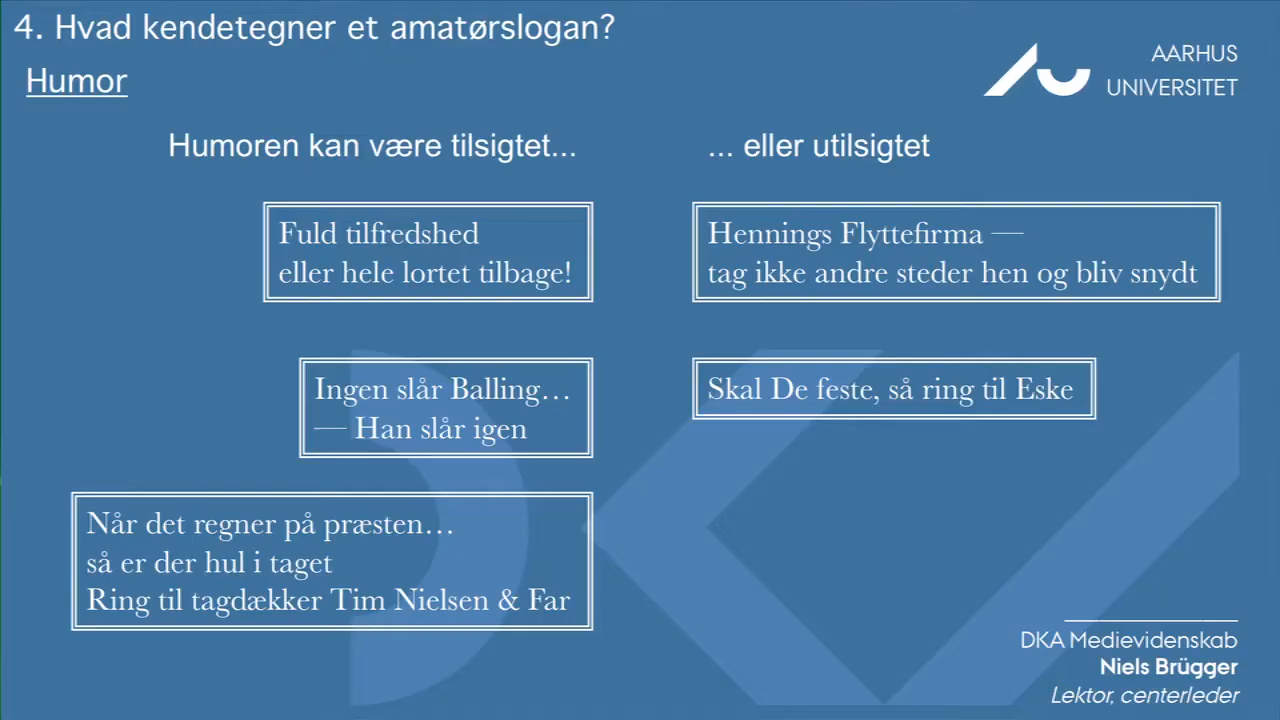 4. Hvad kendetegner et amatørslogan?
Humor
AARHUS
UNIVERSITET
Humoren kan være tilsigtet...
... eller utilsigtet
Fuld tilfredshed
eller hele lortet tilbage!
Hennings Flyttefirma —
tag ikke andre steder hen og bliv snydt
Ingen slår Balling…
— Han slår igen
Skal De feste, så ring til Eske
Når det regner på præsten…
så er der hul i taget
Ring til tagdækker Tim Nielsen & Far
DKA Medievidenskab
Niels Brügger
Lektor, centerleder